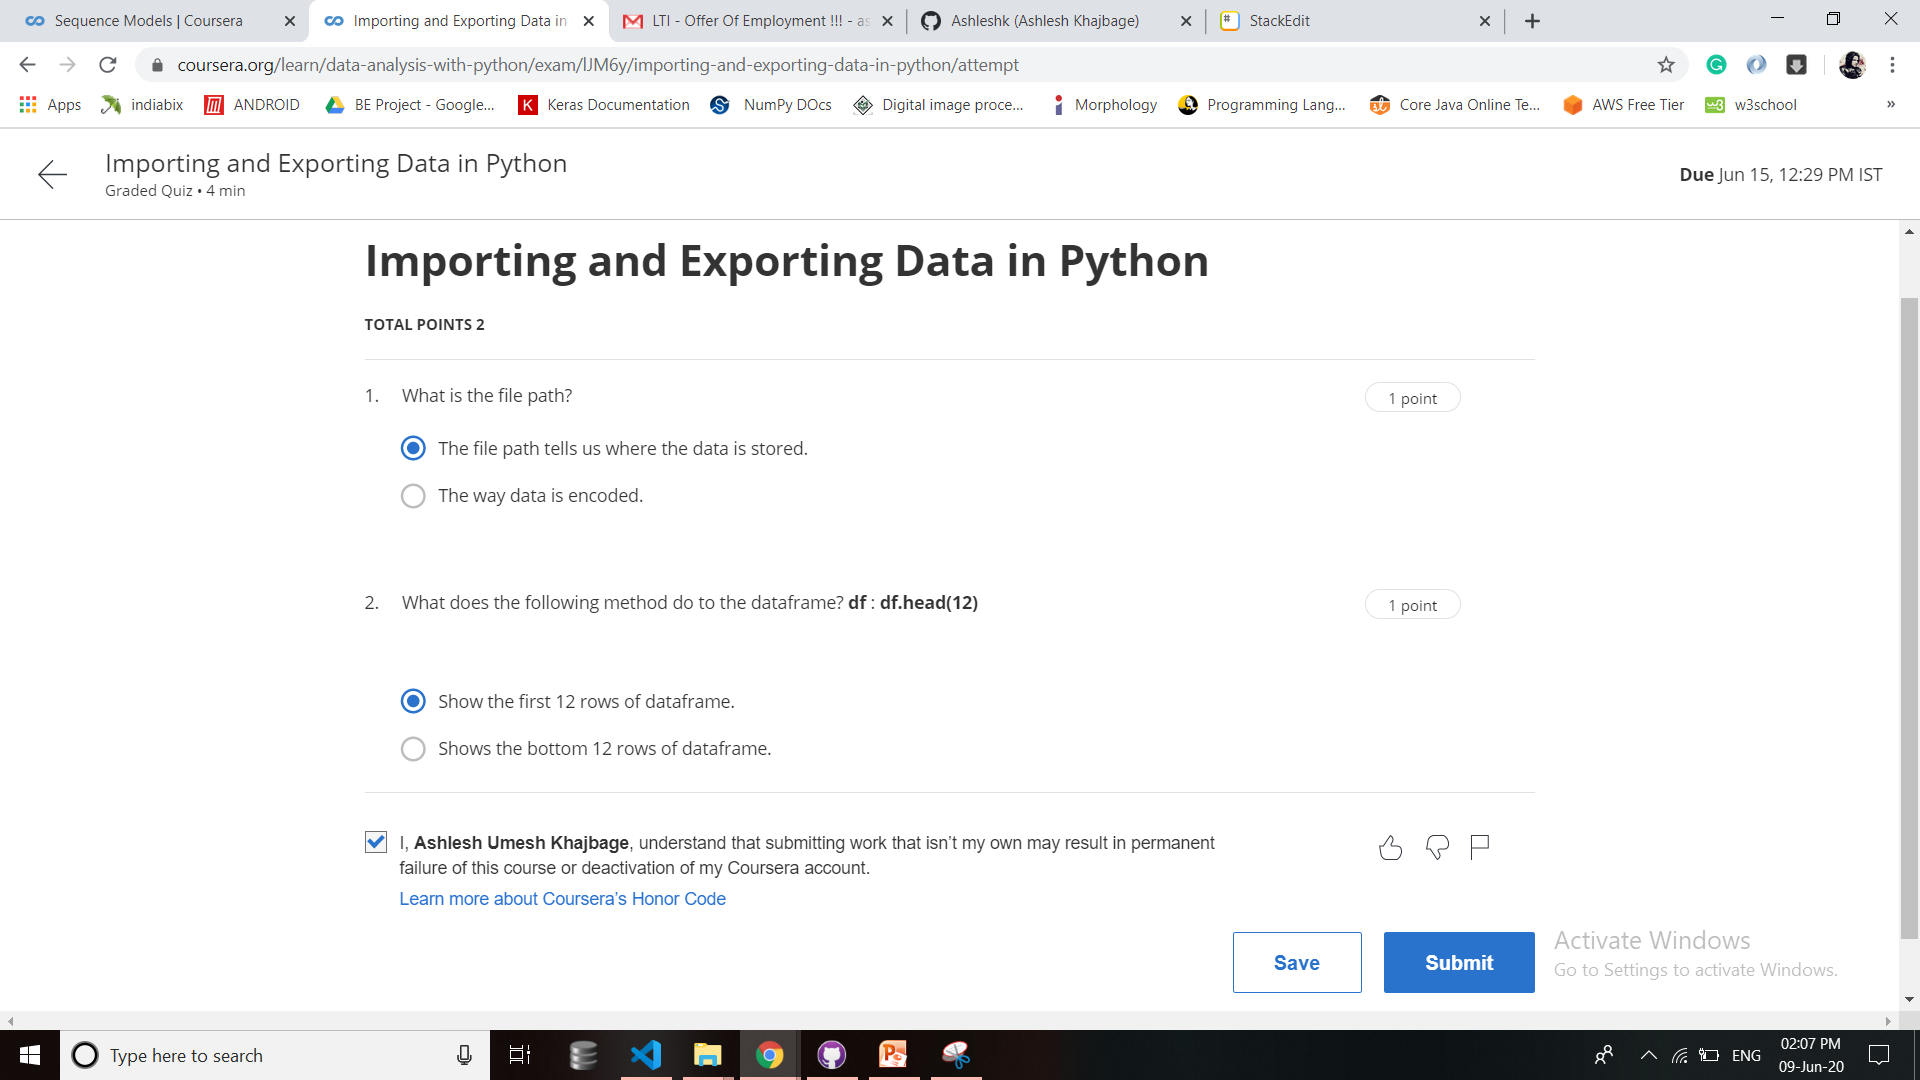 Sequence Models | Coursera
Importing and Exporting Data in
LTI - Offer Of Employment !!! - as
Ashleshk (Ashlesh Khajbage)
StackEdit
coursera.org/learn/data-analysis-with-python/exam/lJM6y/importing-and-exporting-data-in-python/attempt
Apps
indiabix
ANDROID
BE Project - Google...
Keras Documentation
NumPy DOcs
Digital image proce...
Morphology
Programming Lang...
Core Java Online Te...
AWS Free Tier
w3school
»
Importing and Exporting Data in Python
Graded Quiz • 4 min
Due Jun 15, 12:29 PM IST
Importing and Exporting Data in Python
TOTAL POINTS 2
1. What is the file path?
1 point
The file path tells us where the data is stored.
The way data is encoded.
2. What does the following method do to the dataframe? df : df.head(12)
1 point
Show the first 12 rows of dataframe.
Shows the bottom 12 rows of dataframe.
I, Ashlesh Umesh Khajbage, understand that submitting work that isn’t my own may result in permanent
failure of this course or deactivation of my Coursera account.
Learn more about Coursera’s Honor Code
Save
Submit
Activate Windows
Go to Settings to activate Windows.
Type here to search
ENG
02:07 PM
09-Jun-20